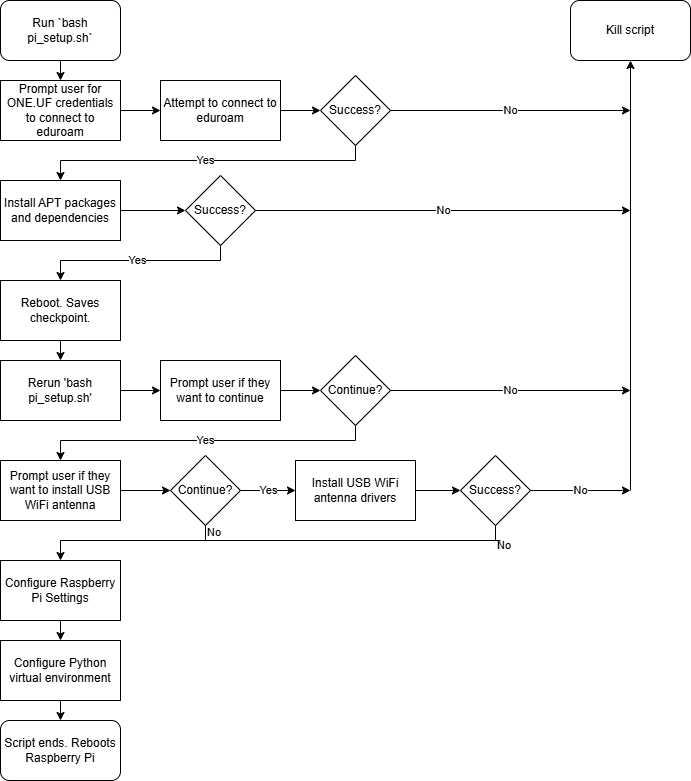 Run `bash
pi_setup.sh`
Kill script
Prompt user for
ONE.UF credentials
to connect to
eduroam
Attempt to connect to
eduroam
Success?
No
Yes
Install APT packages
and dependencies
Success?
No
Yes
Reboot. Saves
checkpoint.
Rerun 'bash
pi_setup.sh'
Prompt user if they
want to continue
Continue?
No
Yes
Prompt user if they
want to install USB
WiFi antenna
Continue?
Yes
Install USB WiFi
antenna drivers
Success?
No
No
No
Configure Raspberry
Pi Settings
Configure Python
virtual environment
Script ends. Reboots
Raspberry Pi